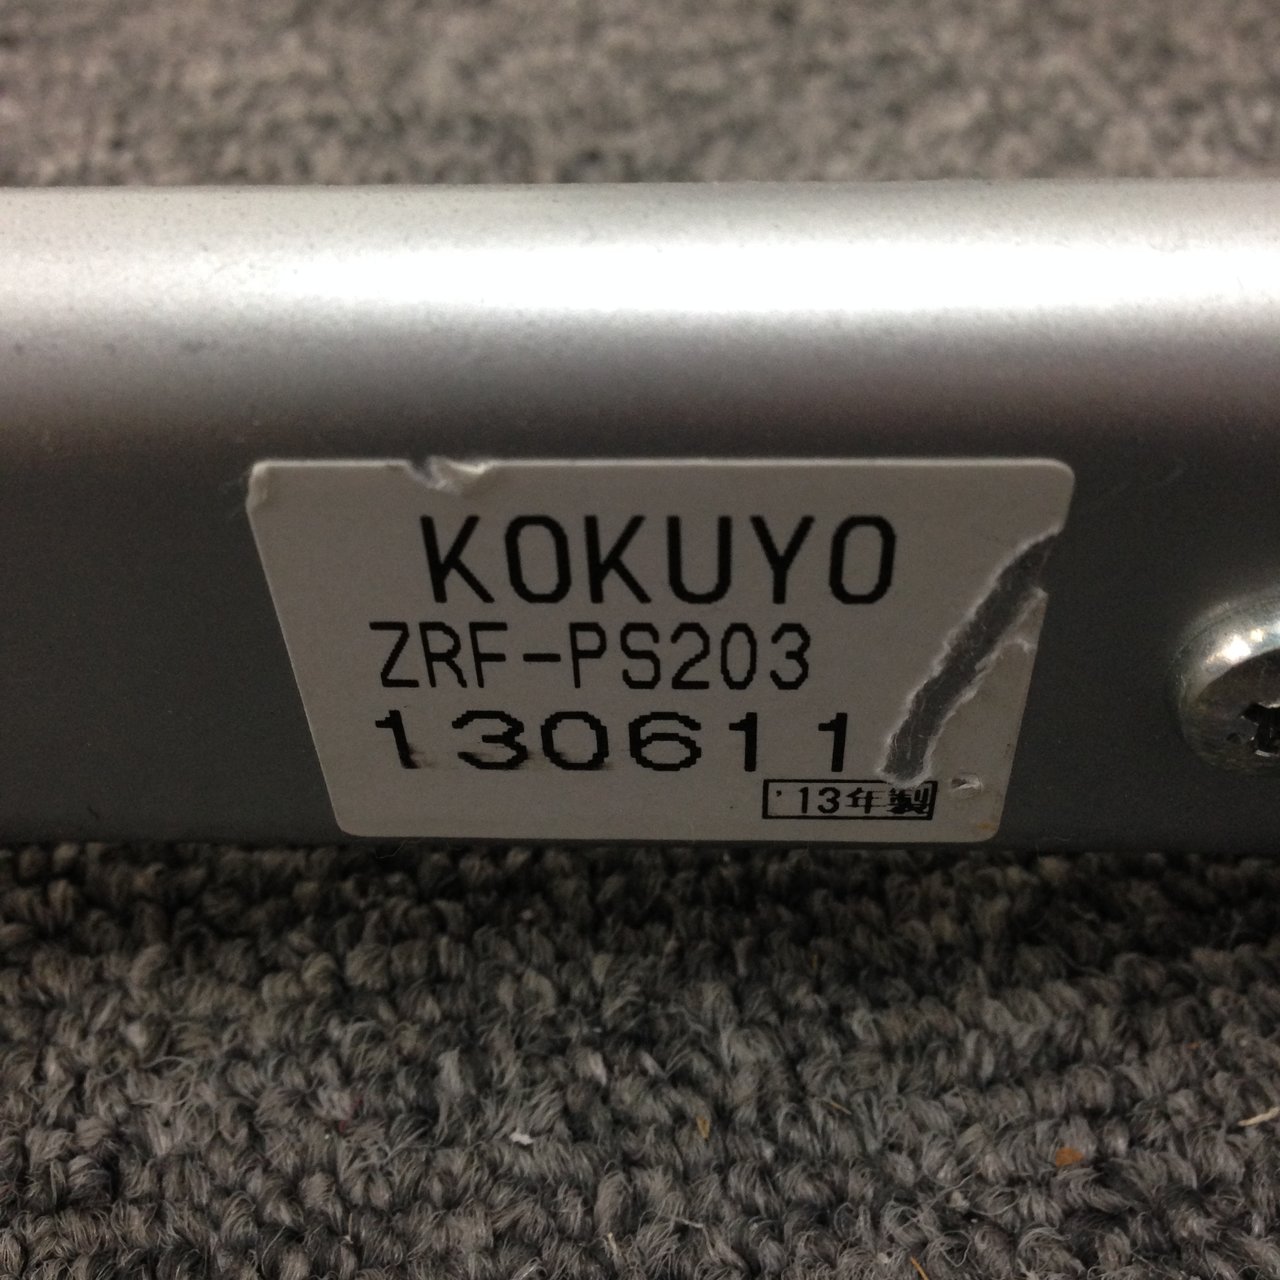 KOKUYO
ZRF-PS203
130611
'13年製